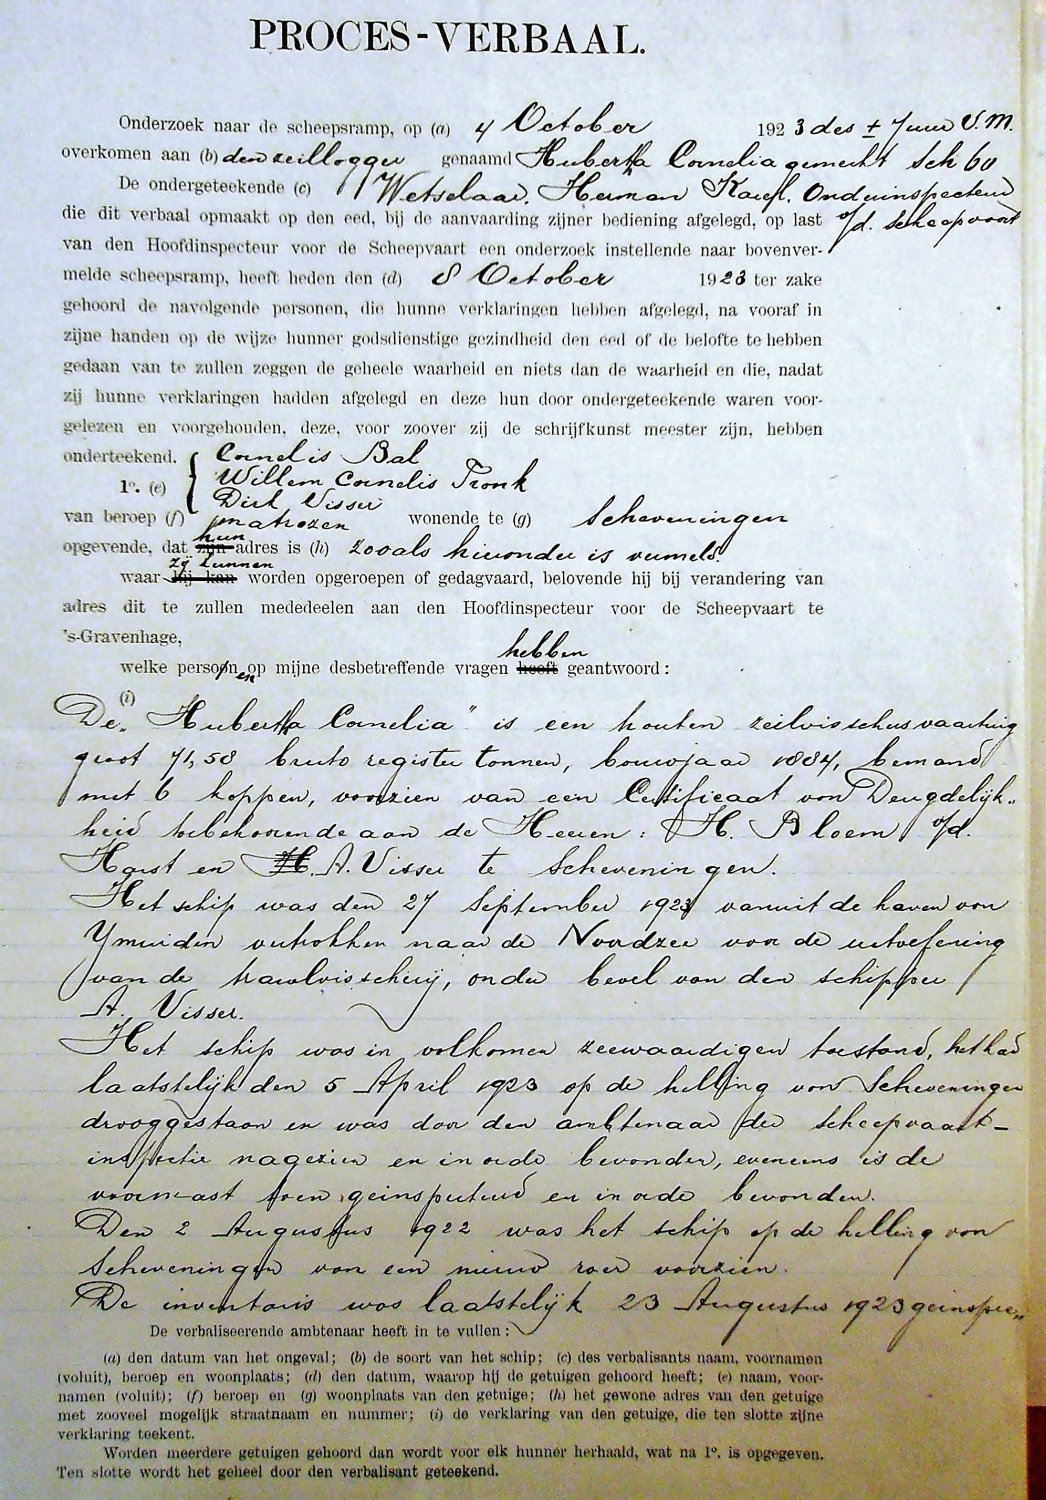 PROCES-VERBAAL.
Onderzoek naar de scheepsramp, op (a) 4 October 1923 des ± 7 uur V.M.
overkomen aan (b) den zeillogger genaamd Hubertha Cornelia gemerkt Sch 60
De ondergeteekende (c) Wetselaar, Herman Karel, Onderinspecteur
die dit verbaal opmaakt op den eed, bij de aanvaarding zijner bediening afgelegd, op last v/d. scheepvaart
van den Hoofdinspecteur voor de Scheepvaart een onderzoek instellende naar bovenver-
melde scheepsramp, heeft heden den (d) 8 October 1923 ter zake
gehoord de navolgende personen, die hunne verklaringen hebben afgelegd, na vooraf in
zijne handen op de wijze hunner godsdienstige gezindheid den eed of de belofte te hebben
gedaan van te zullen zeggen de geheele waarheid en niets dan de waarheid en die, nadat
zij hunne verklaringen hadden afgelegd en deze hun door ondergeteekende waren voor-
gelezen en voorgehouden, deze, voor zoover zij de schrijfkunst meester zijn, hebben
onderteekend. Cornelis Bal
1º. (e) Willem Cornelis Pronk
Dirk Visser
van beroep (f) matrozen wonende te (g) Scheveningen
hun
opgevende, dat zijn adres is (h) zooals hieronder is vermeld.
zij kunnen
waar hij kan worden opgeroepen of gedagvaard, belovende hij bij verandering van
adres dit te zullen mededeelen aan den Hoofdinspecteur voor de Scheepvaart te
's-Gravenhage,
hebben
welke personen op mijne desbetreffende vragen heeft geantwoord:
(i)
De „Hubertha Cornelia" is een houten zeilvisschersvaartuig
groot 71,58 bruto register tonnen, bouwjaar 1884, bemand
met 6 koppen, voorzien van een Certificaat van Deugdelijk-
heid toebehoorende aan de Heeren: H. Bloem v/d.
Harst en H. A. Visser te Scheveningen.
Het schip was den 27 September 1923 vanuit de haven van
Ymuiden vertrokken naar de Noordzee voor de uitoefening
van de trawlvisscherij, onder bevel van den schipper
A. Visser.
Het schip was in volkomen zeewaardigen toestand, het had
laatstelijk den 5 April 1923 op de helling van Scheveningen
drooggestaan en was door den ambtenaar der scheepvaart-
inspectie nagezien en in orde bevonden, eveneens is de
voormast toen geinspecteerd en in orde bevonden.
Den 2 Augustus 1922 was het schip op de helling van
Scheveningen van een nieuw roer voorzien.
De inventaris was laatstelijk 23 Augustus 1923 geinspec-
De verbaliseerende ambtenaar heeft in te vullen:
(a) den datum van het ongeval; (b) de soort van het schip; (c) des verbalisants naam, voornamen
(voluit), beroep en woonplaats; (d) den datum, waarop hij de getuigen gehoord heeft; (e) naam, voor-
namen (voluit); (f) beroep en (g) woonplaats van den getuige; (h) het gewone adres van den getuige
met zooveel mogelijk straatnaam en nummer; (i) de verklaring van den getuige, die ten slotte zijne
verklaring teekent.
Worden meerdere getuigen gehoord dan wordt voor elk hunner herhaald, wat na 1º. is opgegeven.
Ten slotte wordt het geheel door den verbalisant geteekend.